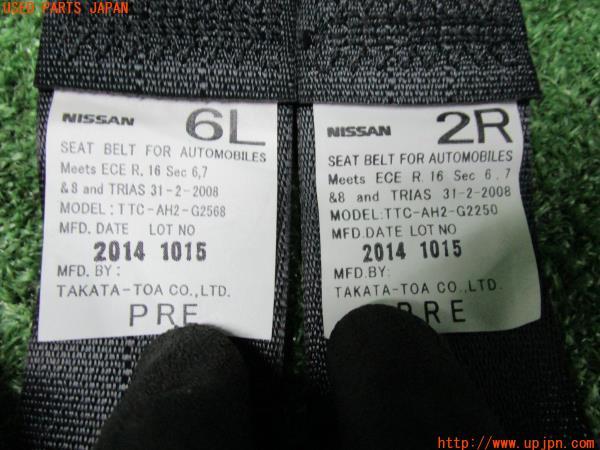 USED PARTS JAPAN
NISSAN 6L
SEAT BELT FOR AUTOMOBILES
Meets ECE R. 16 Sec 6,7
&8 and TRIAS 31-2-2008
MODEL:TTC-AH2-G2568
MFD. DATE LOT NO
2014 1015
MFD. BY:
TAKATA-TOA CO., LTD.
PRE
NISSAN 2R
SEAT BELT FOR AUTOMOBILES
Meets ECE R. 16 Sec 6.7
&8 and TRIAS 31-2-2008
MODEL:TTC-AH2-G2250
MFD. DATE LOT NO
2014 1015
MFD. BY:
TAKATA-TOA CO., LTD.
PRE
http://www.upjpn.com/